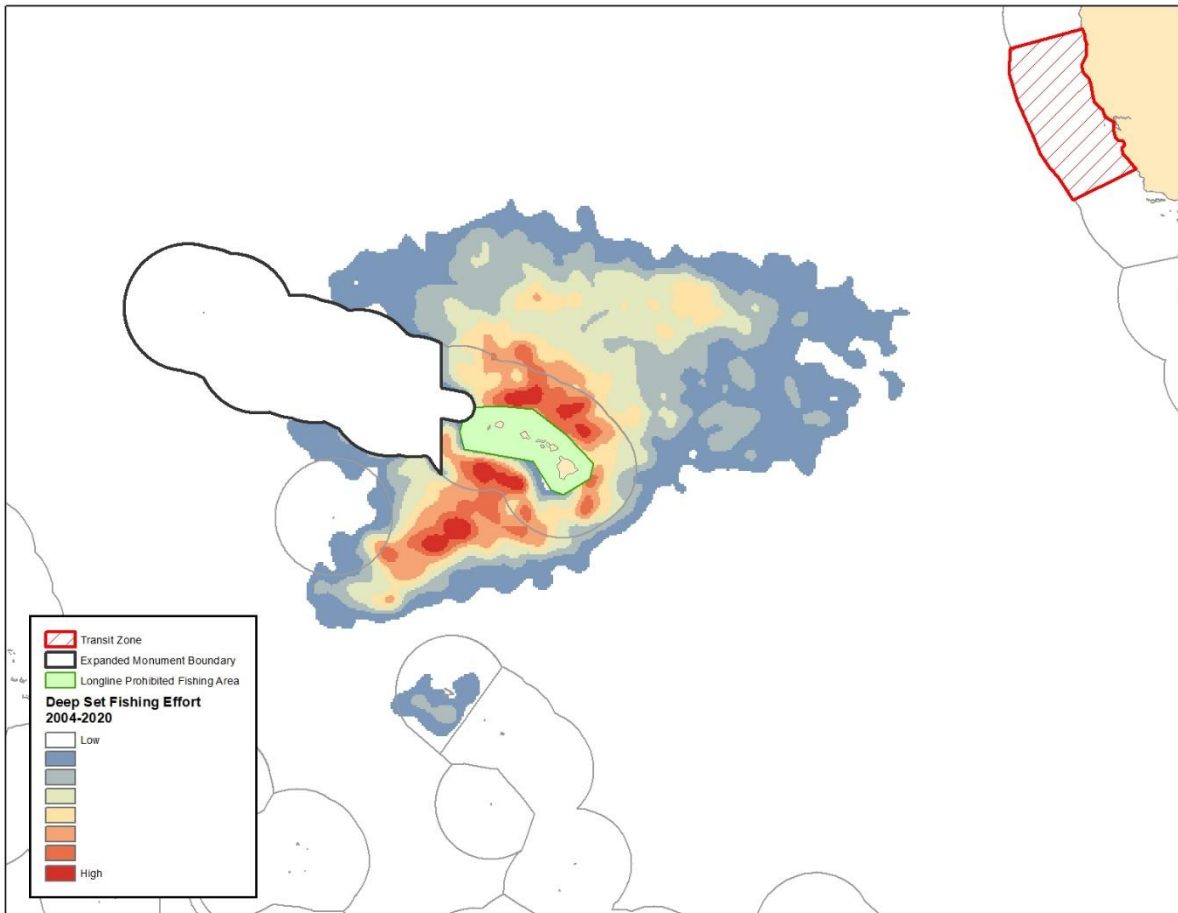 Transit Zone
Expanded Monument Boundary
Longline Prohibited Fishing Area
Deep Set Fishing Effort
2004-2020
Low
High